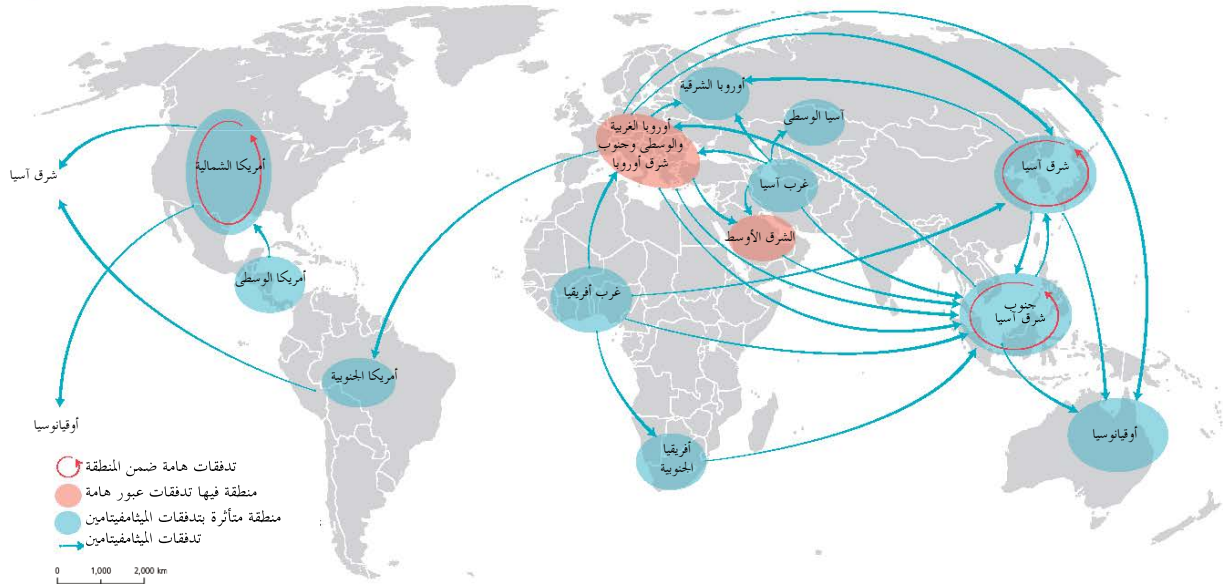 أوروبا الشرقية
آسيا الوسطى
أوروبا الغربية
والوسطى وجنوب
شرق أوروبا
أمريكا الشمالية
شرق آسيا
غرب آسيا
شرق آسيا
الشرق الأوسط
أمريكا الوسطى
غرب أفريقيا
جنوب
شرق آسيا
أمريكا الجنوبية
أوقيانوسيا
أوقيانوسيا
أفريقيا
الجنوبية
تدفقات هامة ضمن المنطقة
منطقة فيها تدفقات عبور هامة
منطقة متأثرة بتدفقات الميثامفيتامين
تدفقات الميثامفيتامين
0 1,000 2,000 km